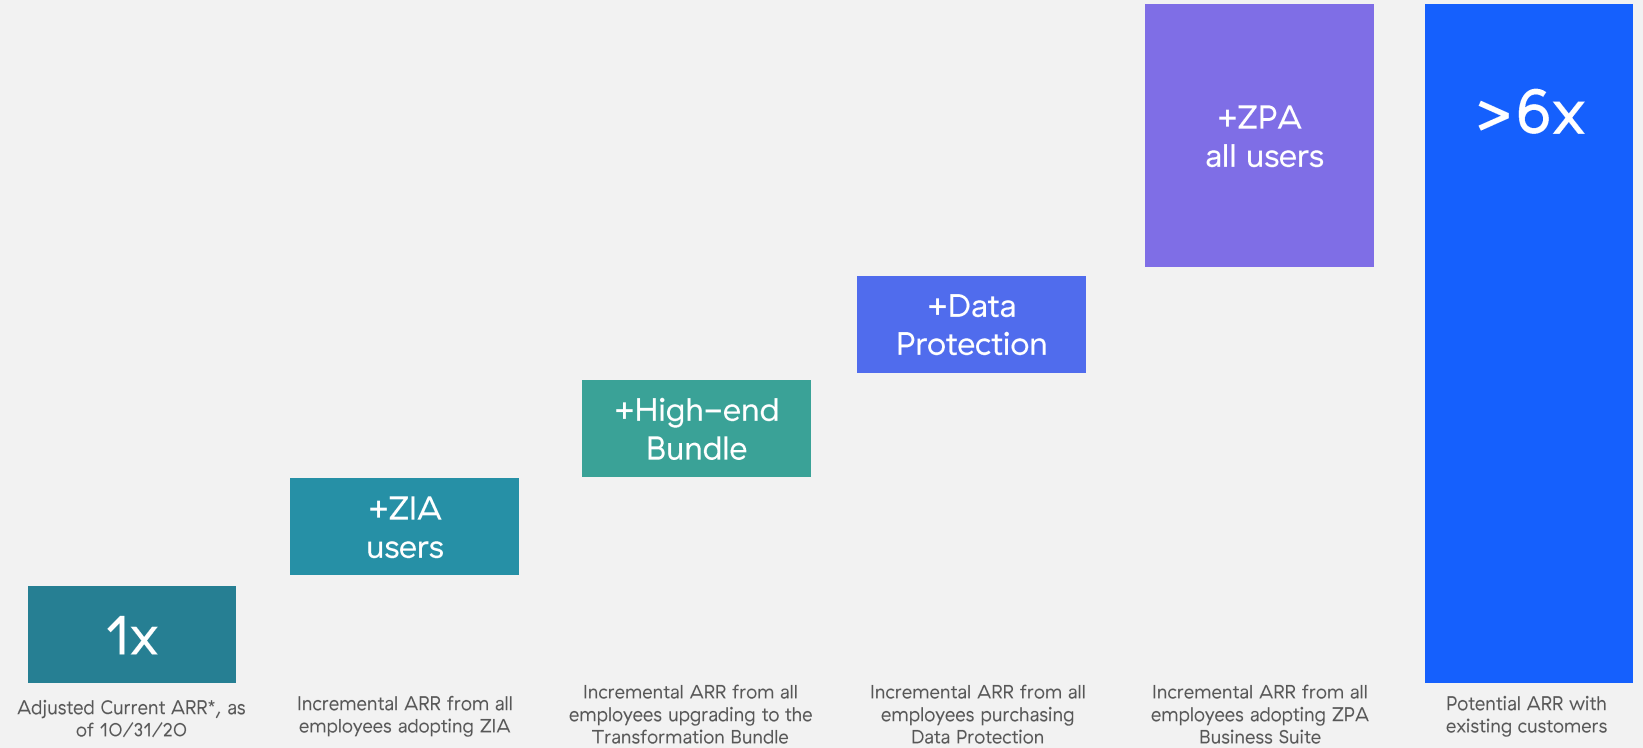 1x
Adjusted Current ARR*, as
of 10/31/20
+ZIA
users
Incremental ARR from all
employees adopting ZIA
+High-end
Bundle
Incremental ARR from all
employees upgrading to the
Transformation Bundle
+Data
Protection
Incremental ARR from all
employees purchasing
Data Protection
+ZPA
all users
Incremental ARR from all
employees adopting ZPA
Business Suite
>6x
Potential ARR with
existing customers